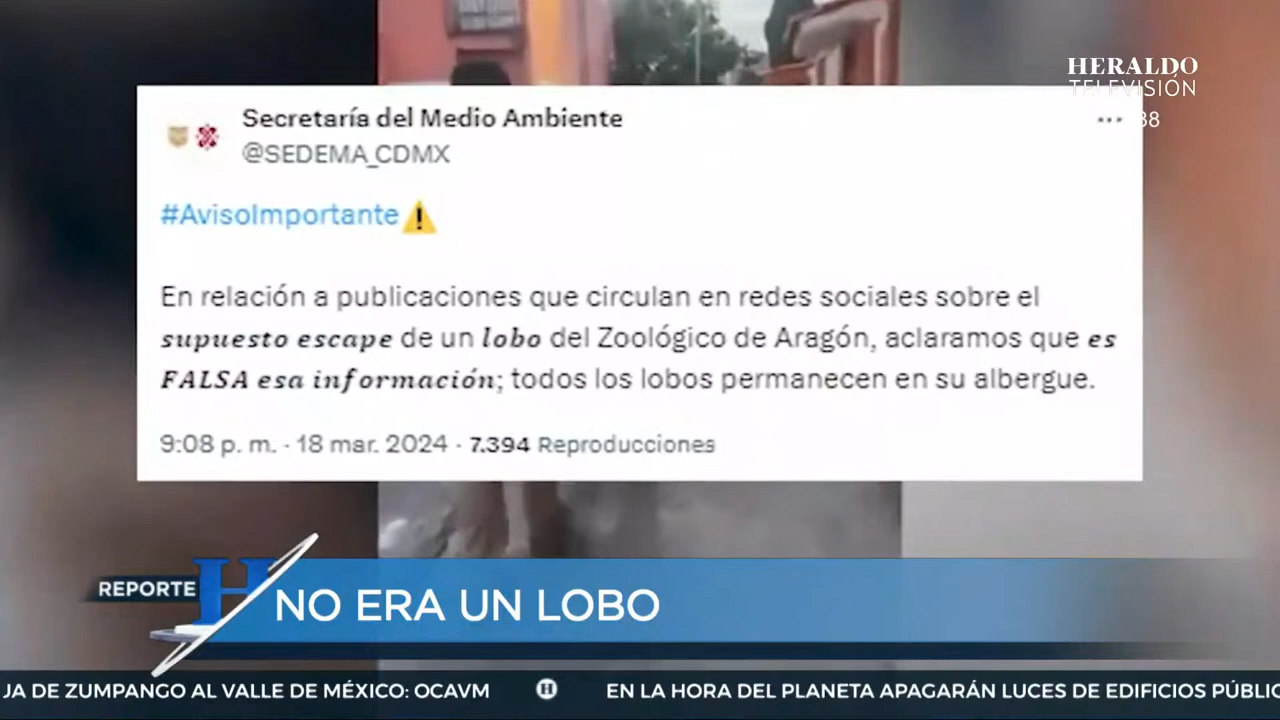 HERALDO
TELEVISIÓN
Secretaría del Medio Ambiente
@SEDEMA_CDMX
#AvisoImportante⚠️
En relación a publicaciones que circulan en redes sociales sobre el
supuesto escape de un lobo del Zoológico de Aragón, aclaramos que es
FALSA esa información; todos los lobos permanecen en su albergue.
9:08 p. m. · 18 mar. 2024 · 7.394 Reproducciones
REPORTE H
NO ERA UN LOBO
JA DE ZUMPANGO AL VALLE DE MÉXICO: OCAVM
H
EN LA HORA DEL PLANETA APAGARÁN LUCES DE EDIFICIOS PÚBLIC